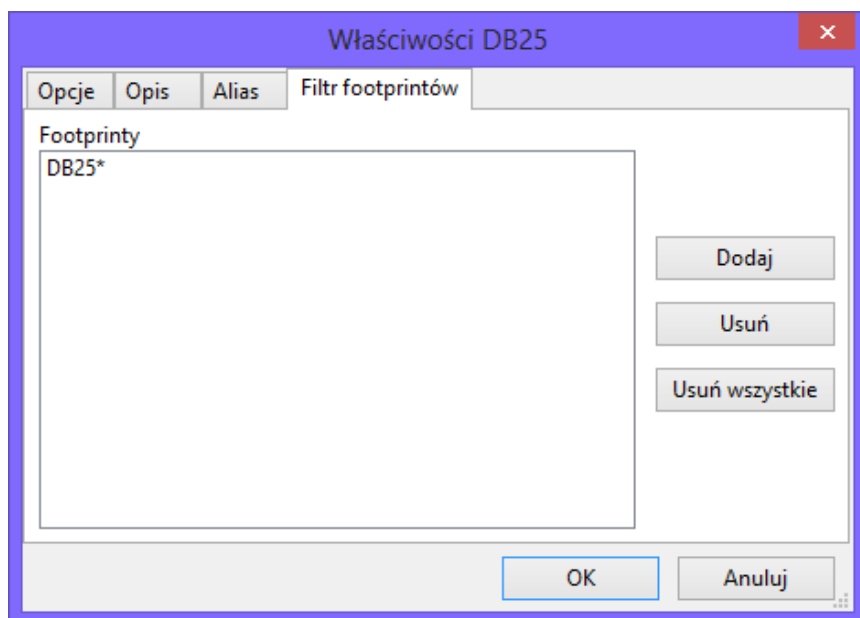 Właściwości DB25
Opcje Opis Alias Filtr footprintów
Footprinty
DB25*
Dodaj
Usuń
Usuń wszystkie
OK Anuluj